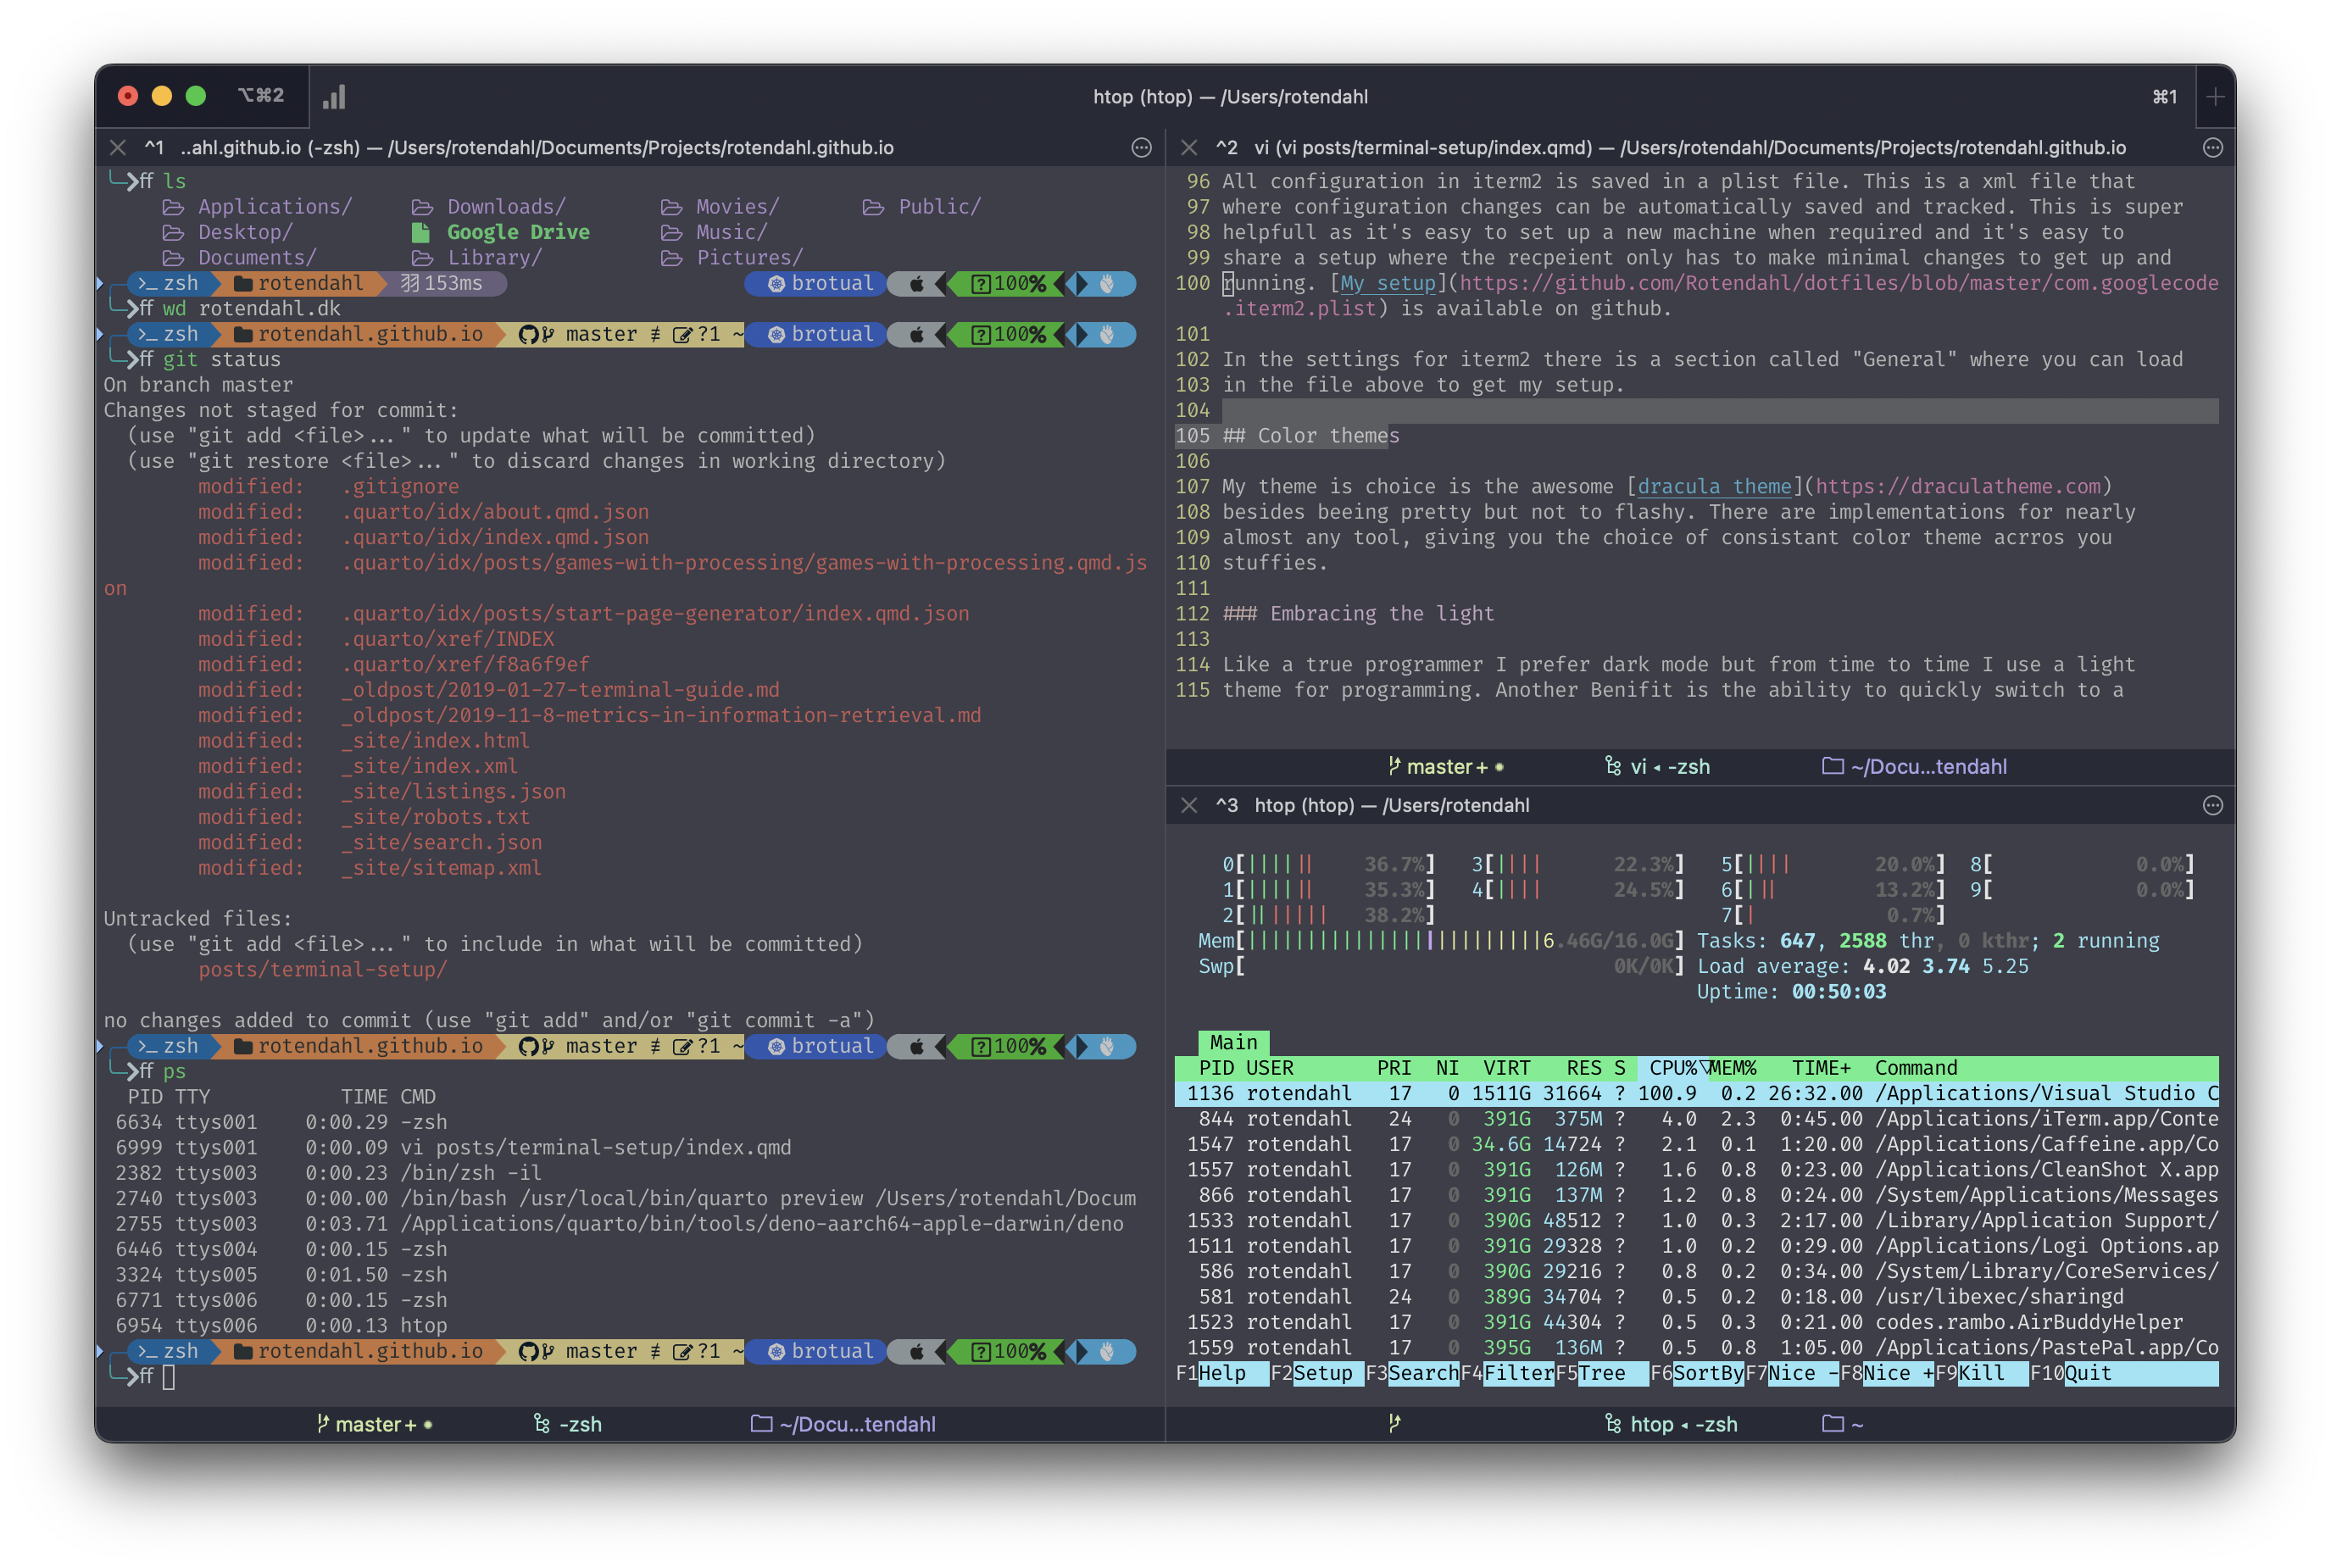 ⌥⌘2 htop (htop) — /Users/rotendahl ⌘1
^1 ..ahl.github.io (-zsh) — /Users/rotendahl/Documents/Projects/rotendahl.github.io
ff ls
Applications/ Downloads/ Movies/ Public/
Desktop/ Google Drive Music/
Documents/ Library/ Pictures/
zsh rotendahl 153ms brotual 100%
ff wd rotendahl.dk
zsh rotendahl.github.io master ≢ ?1 ~ brotual 100%
ff git status
On branch master
Changes not staged for commit:
(use "git add <file>..." to update what will be committed)
(use "git restore <file>..." to discard changes in working directory)
modified: .gitignore
modified: .quarto/idx/about.qmd.json
modified: .quarto/idx/index.qmd.json
modified: .quarto/idx/posts/games-with-processing/games-with-processing.qmd.js
on
modified: .quarto/idx/posts/start-page-generator/index.qmd.json
modified: .quarto/xref/INDEX
modified: .quarto/xref/f8a6f9ef
modified: _oldpost/2019-01-27-terminal-guide.md
modified: _oldpost/2019-11-8-metrics-in-information-retrieval.md
modified: _site/index.html
modified: _site/index.xml
modified: _site/listings.json
modified: _site/robots.txt
modified: _site/search.json
modified: _site/sitemap.xml
Untracked files:
(use "git add <file>..." to include in what will be committed)
posts/terminal-setup/
no changes added to commit (use "git add" and/or "git commit -a")
zsh rotendahl.github.io master ≢ ?1 ~ brotual 100%
ff ps
PID TTY TIME CMD
6634 ttys001 0:00.29 -zsh
6999 ttys001 0:00.09 vi posts/terminal-setup/index.qmd
2382 ttys003 0:00.23 /bin/zsh -il
2740 ttys003 0:00.00 /bin/bash /usr/local/bin/quarto preview /Users/rotendahl/Docum
2755 ttys003 0:03.71 /Applications/quarto/bin/tools/deno-aarch64-apple-darwin/deno
6446 ttys004 0:00.15 -zsh
3324 ttys005 0:01.50 -zsh
6771 ttys006 0:00.15 -zsh
6954 ttys006 0:00.13 htop
zsh rotendahl.github.io master ≢ ?1 ~ brotual 100%
ff
master+ • -zsh ~/Docu...tendahl
^2 vi (vi posts/terminal-setup/index.qmd) — /Users/rotendahl/Documents/Projects/rotendahl.github.io
96 All configuration in iterm2 is saved in a plist file. This is a xml file that
97 where configuration changes can be automatically saved and tracked. This is super
98 helpfull as it's easy to set up a new machine when required and it's easy to
99 share a setup where the recpeient only has to make minimal changes to get up and
100 running. [My setup](https://github.com/Rotendahl/dotfiles/blob/master/com.googlecode
.iterm2.plist) is available on github.
101
102 In the settings for iterm2 there is a section called "General" where you can load
103 in the file above to get my setup.
104
105 ## Color themes
106
107 My theme is choice is the awesome [dracula theme](https://draculatheme.com)
108 besides beeing pretty but not to flashy. There are implementations for nearly
109 almost any tool, giving you the choice of consistant color theme acrros you
110 stuffies.
111
112 ### Embracing the light
113
114 Like a true programmer I prefer dark mode but from time to time I use a light
115 theme for programming. Another Benifit is the ability to quickly switch to a
master+ • vi ◂ -zsh ~/Docu...tendahl
^3 htop (htop) — /Users/rotendahl
0[|||||| 36.7%] 3[|||| 22.3%] 5[|||| 20.0%] 8[ 0.0%]
1[|||||| 35.3%] 4[|||| 24.5%] 6[||| 13.2%] 9[ 0.0%]
2[||||||| 38.2%] 7[| 0.7%]
Mem[|||||||||||||||||||||||||6.46G/16.0G] Tasks: 647, 2588 thr, 0 kthr; 2 running
Swp[ 0K/0K] Load average: 4.02 3.74 5.25
Uptime: 00:50:03
Main
PID USER PRI NI VIRT RES S CPU%▽MEM% TIME+ Command
1136 rotendahl 17 0 1511G 31664 ? 100.9 0.2 26:32.00 /Applications/Visual Studio C
844 rotendahl 24 0 391G 375M ? 4.0 2.3 0:45.00 /Applications/iTerm.app/Conte
1547 rotendahl 17 0 34.6G 14724 ? 2.1 0.1 1:20.00 /Applications/Caffeine.app/Co
1557 rotendahl 17 0 391G 126M ? 1.6 0.8 0:23.00 /Applications/CleanShot X.app
866 rotendahl 17 0 391G 137M ? 1.2 0.8 0:24.00 /System/Applications/Messages
1533 rotendahl 17 0 390G 48512 ? 1.0 0.3 2:17.00 /Library/Application Support/
1511 rotendahl 17 0 391G 29328 ? 1.0 0.2 0:29.00 /Applications/Logi Options.ap
586 rotendahl 17 0 390G 29216 ? 0.8 0.2 0:34.00 /System/Library/CoreServices/
581 rotendahl 24 0 389G 34704 ? 0.5 0.2 0:18.00 /usr/libexec/sharingd
1523 rotendahl 17 0 391G 44304 ? 0.5 0.3 0:21.00 codes.rambo.AirBuddyHelper
1559 rotendahl 17 0 395G 136M ? 0.5 0.8 1:05.00 /Applications/PastePal.app/Co
F1Help F2Setup F3SearchF4FilterF5Tree F6SortByF7Nice -F8Nice +F9Kill F10Quit
htop ◂ -zsh ~